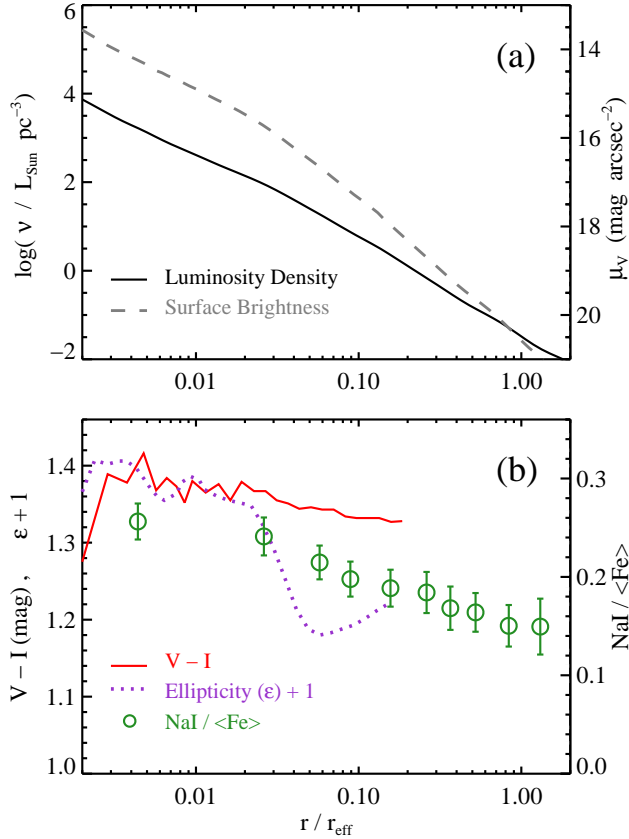 (a)
6
4
2
0
−2
log( ν / L_Sun pc⁻³)
14
16
18
20
μ_V (mag arcsec⁻²)
Luminosity Density
Surface Brightness
0.01
0.10
1.00
(b)
1.4
1.3
1.2
1.1
1.0
V − I (mag) , ε + 1
0.3
0.2
0.1
0.0
NaI / <Fe>
V − I
Ellipticity (ε) + 1
NaI / <Fe>
0.01
0.10
1.00
r / r_eff